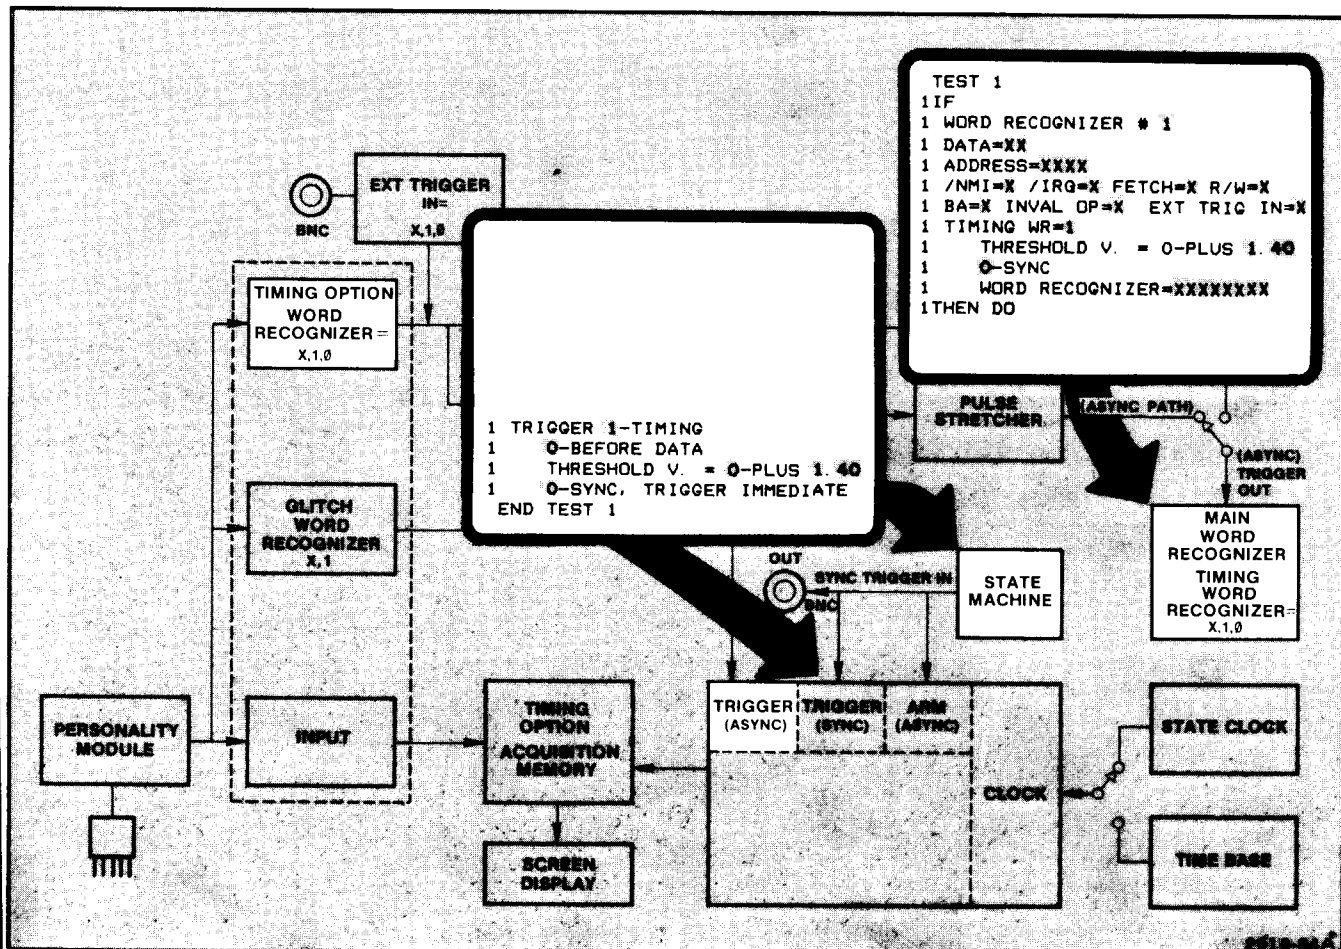 TEST 1
1IF
1 WORD RECOGNIZER # 1
1 DATA=XX
1 ADDRESS=XXXX
1 /NMI=X /IRQ=X FETCH=X R/W=X
1 BA=X INVAL OP=X EXT TRIG IN=X
1 TIMING WR=1
1 THRESHOLD V. = 0-PLUS 1.40
1 0-SYNC
1 WORD RECOGNIZER=XXXXXXXX
1THEN DO
EXT TRIGGER
IN=
X,1,0
BNC
TIMING OPTION
WORD
RECOGNIZER=
X,1,0
1 TRIGGER 1-TIMING
1 0-BEFORE DATA
1 THRESHOLD V. = 0-PLUS 1.40
1 0-SYNC, TRIGGER IMMEDIATE
END TEST 1
PULSE
STRETCHER
(ASYNC PATH)
(ASYNC)
TRIGGER
OUT
GLITCH
WORD
RECOGNIZER
X,1
MAIN
WORD
RECOGNIZER
TIMING
WORD
RECOGNIZER=
X,1,0
OUT
BNC
SYNC TRIGGER IN
STATE
MACHINE
PERSONALITY
MODULE
INPUT
TIMING
OPTION
ACQUISITION
MEMORY
TRIGGER
(ASYNC)
TRIGGER
(SYNC)
ARM
(ASYNC)
CLOCK
STATE CLOCK
TIME BASE
SCREEN
DISPLAY